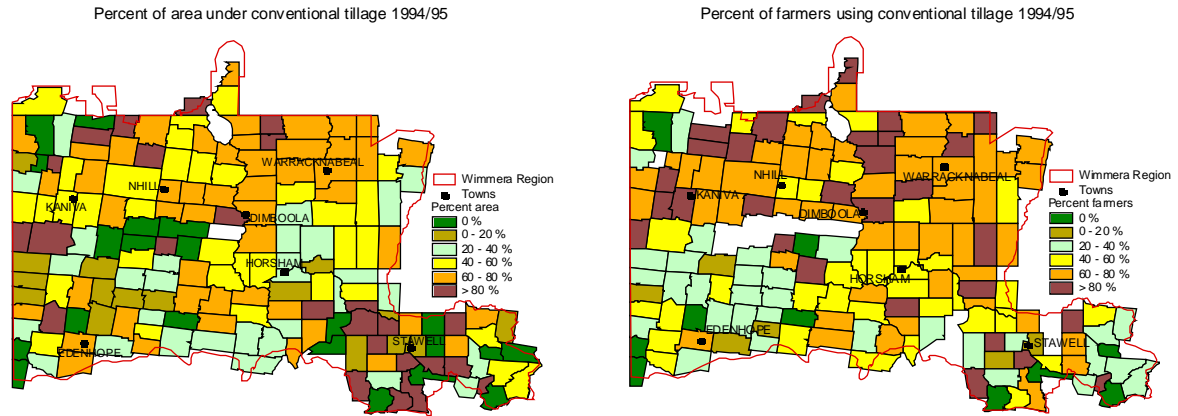 Percent of area under conventional tillage 1994/95
WARRACKNABEAL
NHILL
KANIVA
DIMBOOLA
HORSHAM
EDENHOPE
STAWELL
Wimmera Region
Towns
Percent area
0 %
0 - 20 %
20 - 40 %
40 - 60 %
60 - 80 %
> 80 %
Percent of farmers using conventional tillage 1994/95
WARRACKNABEAL
NHILL
KANIVA
DIMBOOLA
HORSHAM
EDENHOPE
STAWELL
Wimmera Region
Towns
Percent farmers
0 %
0 - 20 %
20 - 40 %
40 - 60 %
60 - 80 %
> 80 %